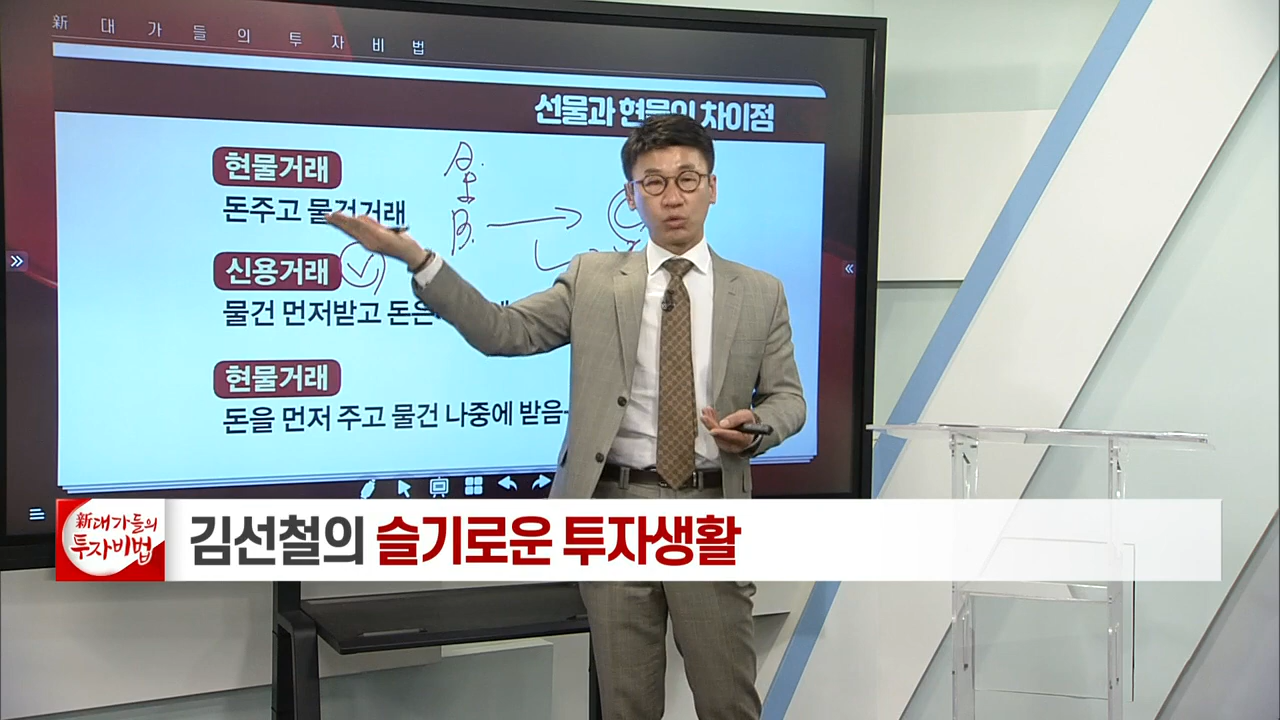 新 대가들의 투자비법
선물과 현물의 차이점
현물거래
돈주고 물건거래
A.
B.
신용거래
물건 먼저받고 돈은
현물거래
돈을 먼저 주고 물건 나중에 받음
新대가들의
투자비법
김선철의 슬기로운 투자생활